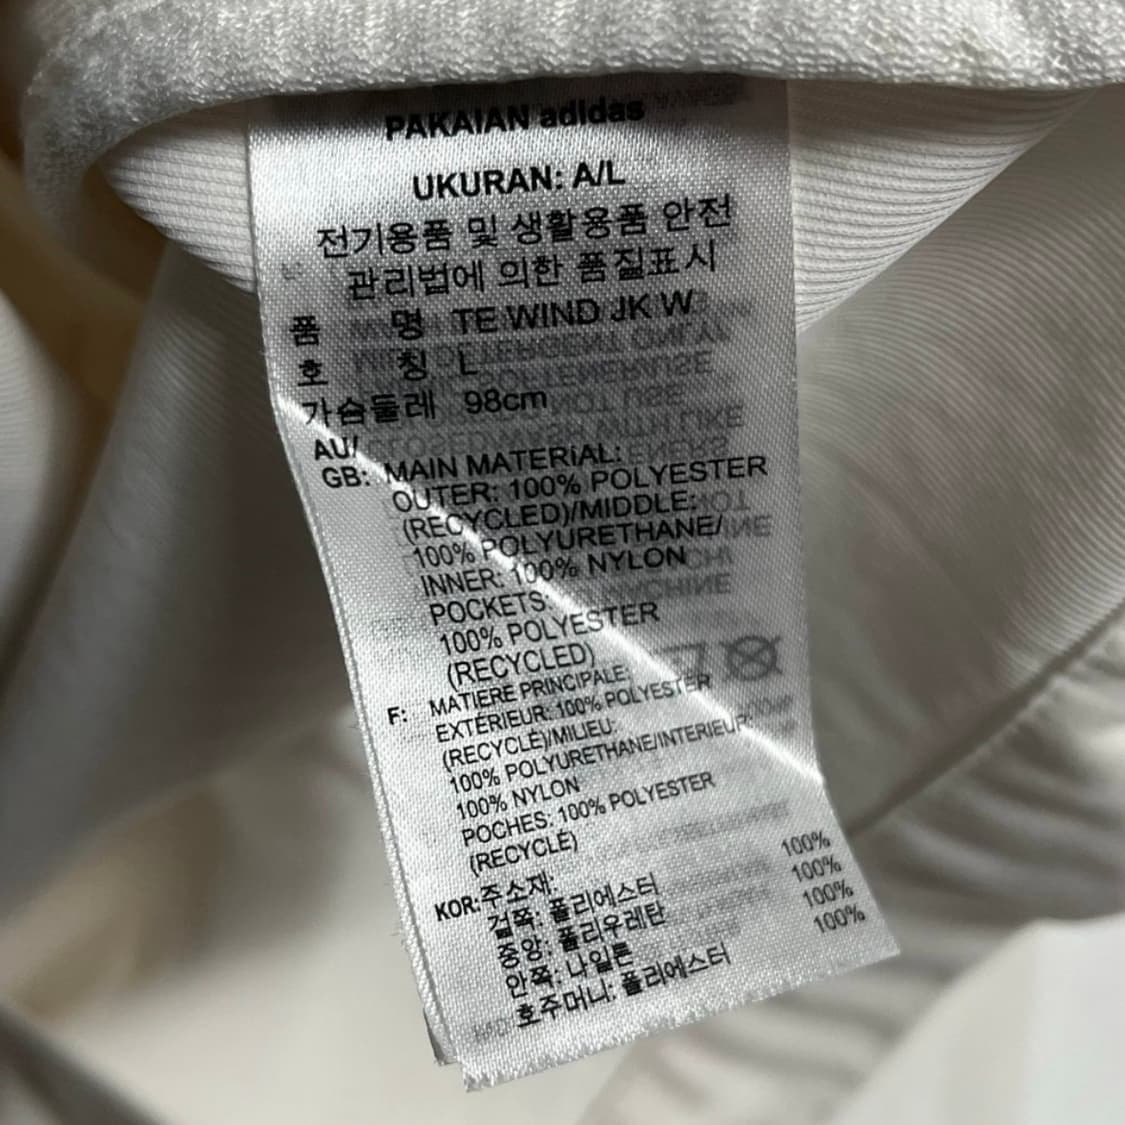 PAKAIAN adidas
UKURAN: A/L
전기용품 및 생활용품 안전
관리법에 의한 품질표시
품 명 TE WIND JK W
호 칭 L
가슴둘레 98cm
AU/
GB: MAIN MATERIAL:
OUTER: 100% POLYESTER
(RECYCLED)/MIDDLE:
100% POLYURETHANE/
INNER: 100% NYLON
POCKETS:
100% POLYESTER
(RECYCLED)
F: MATIERE PRINCIPALE:
EXTÉRIEUR: 100% POLYESTER
(RECYCLÉ)/MILIEU:
100% POLYURETHANE/INTERIEUR:
100% NYLON
POCHES: 100% POLYESTER
(RECYCLÉ)
KOR: 주소재:
겉쪽: 폴리에스터 100%
중앙: 폴리우레탄 100%
안쪽: 나일론 100%
호주머니: 폴리에스터 100%